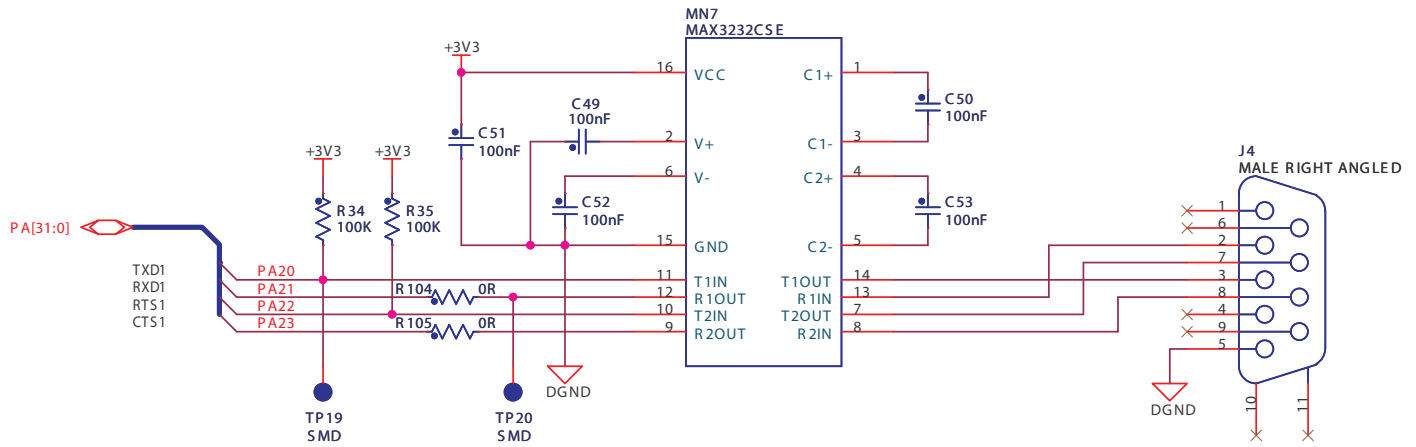 MN7
MAX3232CSE
+3V3
16 VCC C1+ 1
C49
100nF
C50
100nF
C51
100nF
2 V+ C1- 3
+3V3 +3V3
6 V- C2+ 4
J4
MALE RIGHT ANGLED
R34
100K
R35
100K
C52
100nF
C53
100nF
PA[31:0]
15 GND C2- 5
TXD1 PA20 11 T1IN T1OUT 14
RXD1 PA21 R104 0R 12 R1OUT R1IN 13
RTS1 PA22 10 T2IN T2OUT 7
CTS1 PA23 R105 0R 9 R2OUT R2IN 8
1
6
2
7
3
8
4
9
5
DGND
DGND
10 11
TP19
SMD
TP20
SMD